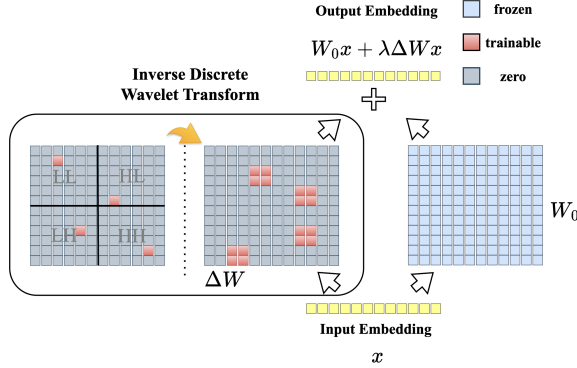 Output Embedding
frozen
W₀x + λΔWx
trainable
zero
Inverse Discrete
Wavelet Transform
LL HL
LH HH
W₀
ΔW
Input Embedding
x